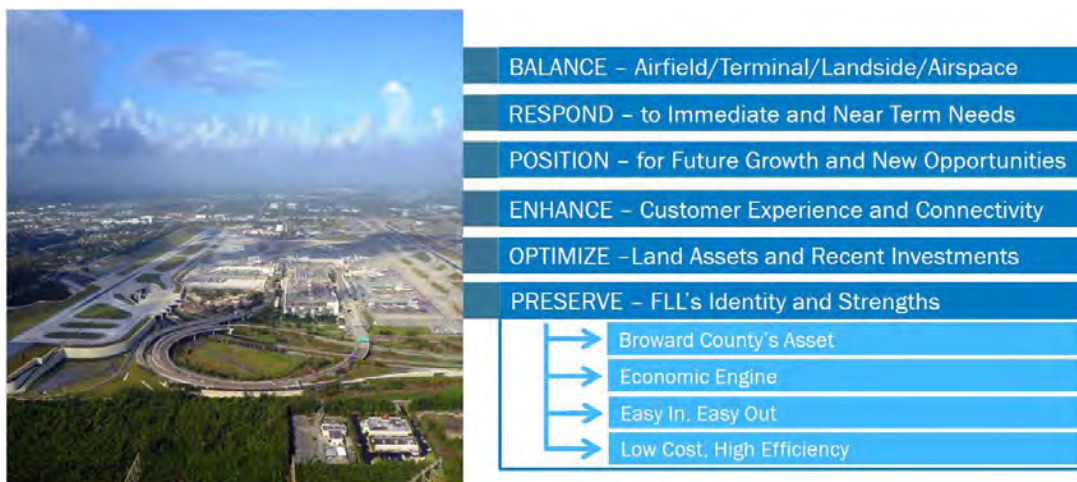 BALANCE – Airfield/Terminal/Landside/Airspace
RESPOND – to Immediate and Near Term Needs
POSITION – for Future Growth and New Opportunities
ENHANCE – Customer Experience and Connectivity
OPTIMIZE –Land Assets and Recent Investments
PRESERVE – FLL's Identity and Strengths
Broward County's Asset
Economic Engine
Easy In, Easy Out
Low Cost, High Efficiency